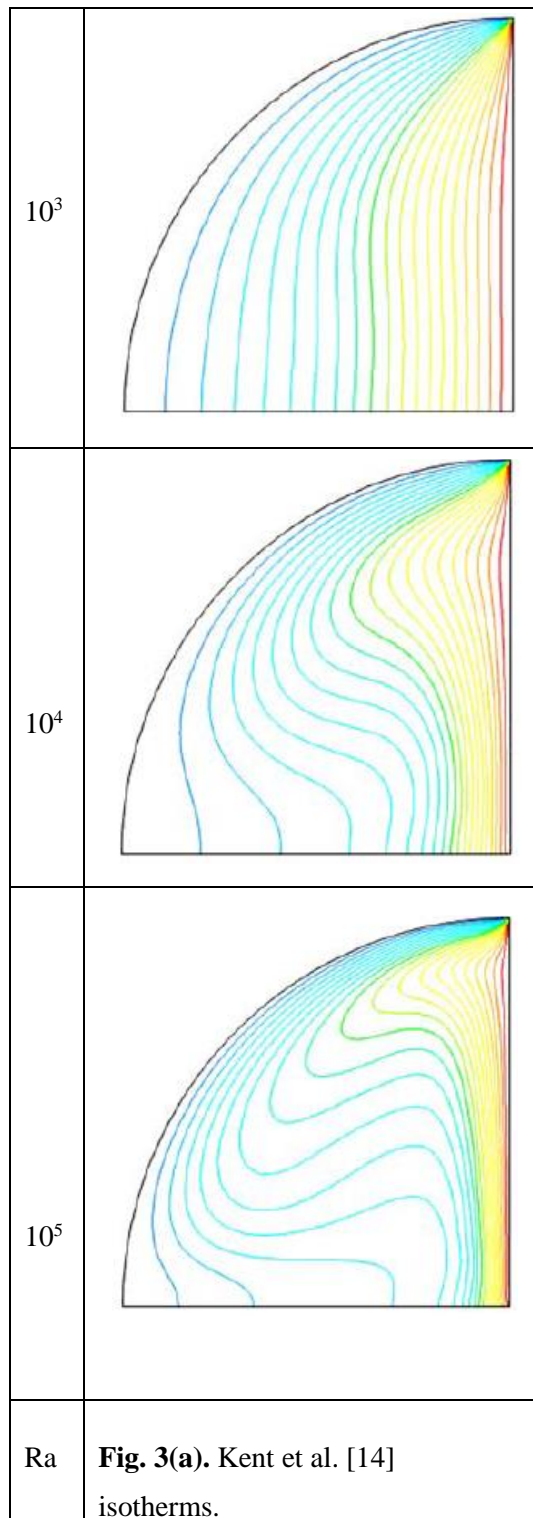 10³
10⁴
10⁵
Ra
Fig. 3(a). Kent et al. [14]
isotherms.